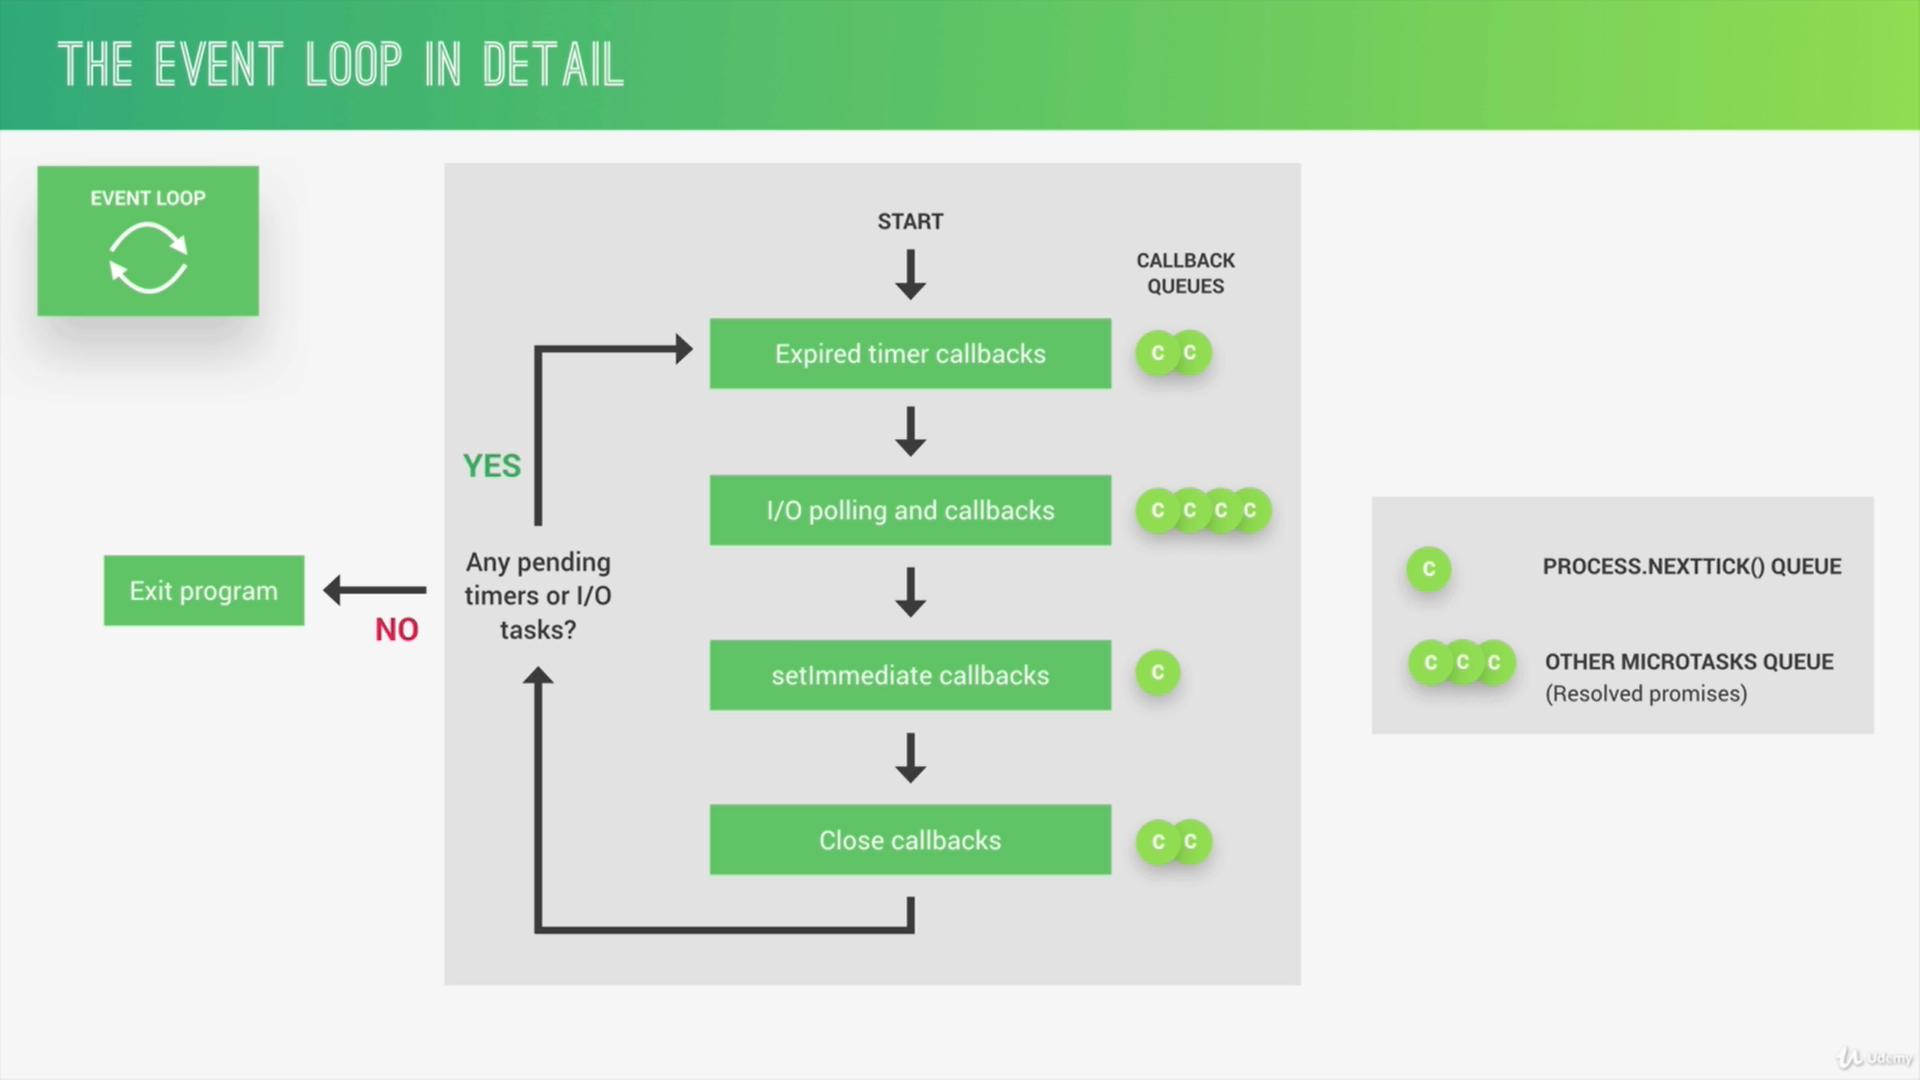 THE EVENT LOOP IN DETAIL
EVENT LOOP
START
CALLBACK
QUEUES
Expired timer callbacks
C C
YES
I/O polling and callbacks
C C C C
Any pending
timers or I/O
tasks?
Exit program
NO
setImmediate callbacks
C
Close callbacks
C C
C
PROCESS.NEXTTICK() QUEUE
C C C
OTHER MICROTASKS QUEUE
(Resolved promises)
Udemy